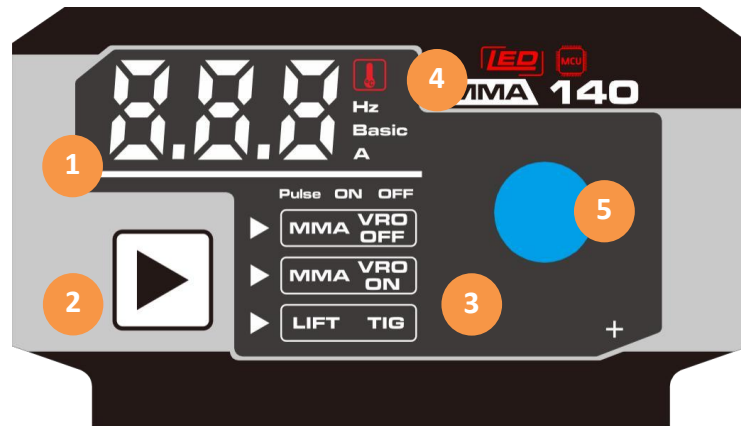 8.8.8
LED MCU
4
MMA 140
Hz
Basic
A
1
Pulse ON OFF
5
MMA VRO OFF
MMA VRO ON
2
3
LIFT TIG
+